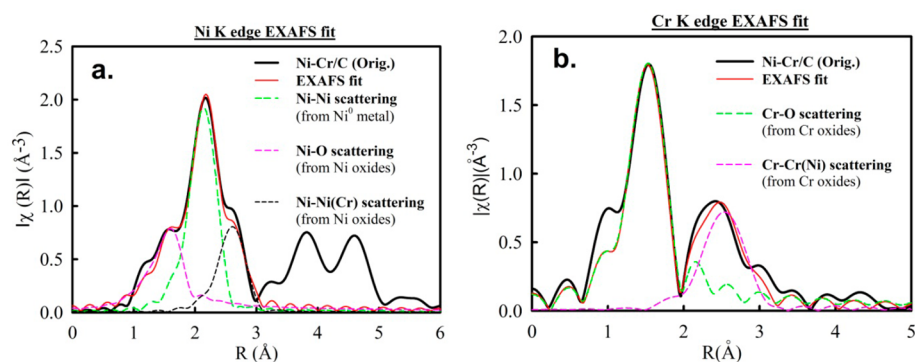 Ni K edge EXAFS fit
a.
Ni-Cr/C (Orig.)
EXAFS fit
Ni-Ni scattering
(from Ni⁰ metal)
Ni-O scattering
(from Ni oxides)
Ni-Ni(Cr) scattering
(from Ni oxides)
|χ (R)| (Å-3)
2.5
2.0
1.5
1.0
0.5
0.0
0 1 2 3 4 5 6
R (Å)
Cr K edge EXAFS fit
b.
Ni-Cr/C (Orig.)
EXAFS fit
Cr-O scattering
(from Cr oxides)
Cr-Cr(Ni) scattering
(from Cr oxides)
|χ(R)|(Å⁻³)
2.0
1.5
1.0
0.5
0.0
0 1 2 3 4 5
R(Å)